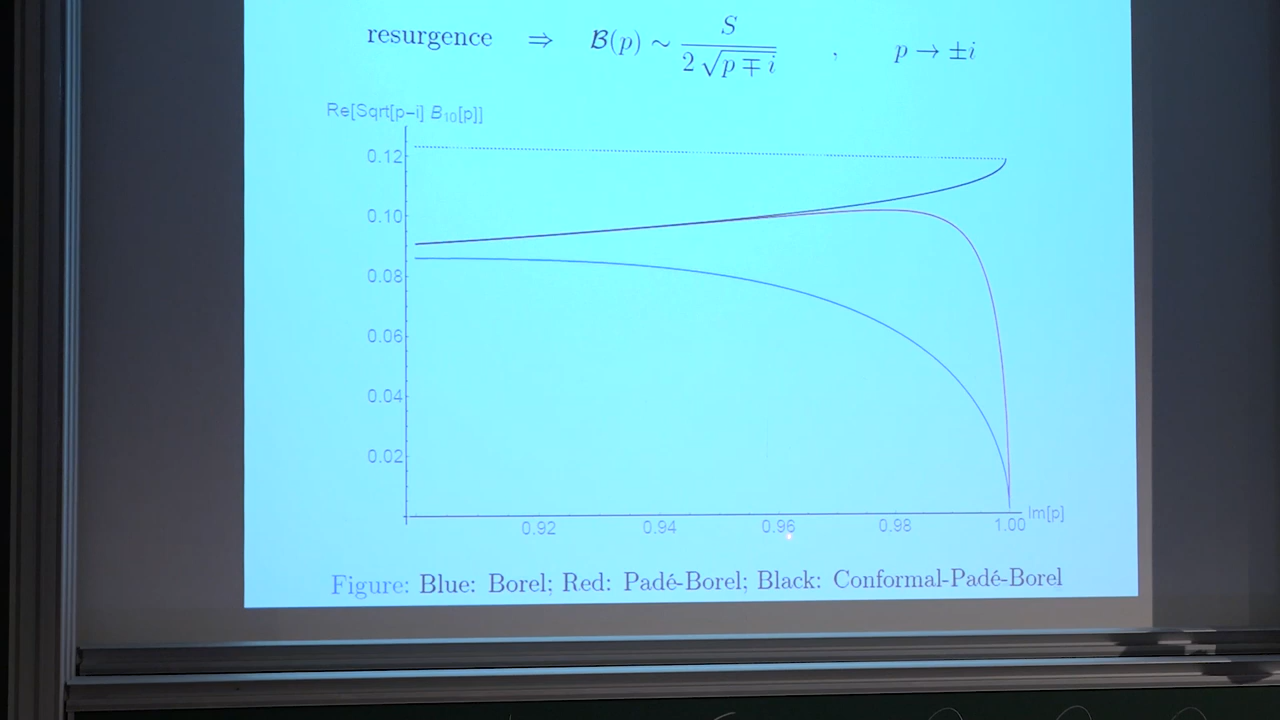 resurgence ⇒ B(p) ∼ S / 2√(p ∓ i) , p → ±i
Re[Sqrt[p−i] B₁₀[p]]
0.12
0.10
0.08
0.06
0.04
0.02
0.92 0.94 0.96 0.98 1.00 Im[p]
Figure: Blue: Borel; Red: Padé-Borel; Black: Conformal-Padé-Borel